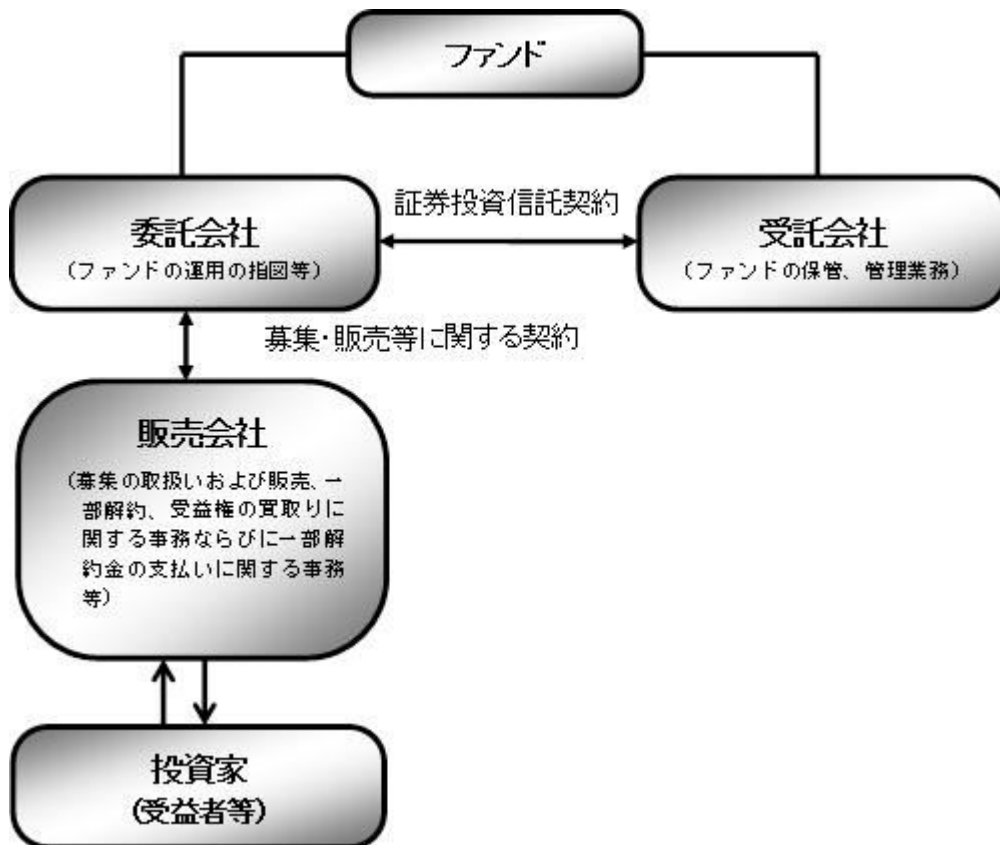 ファンド
証券投資信託契約
委託会社
(ファンドの運用の指図等)
受託会社
(ファンドの保管、管理業務)
募集・販売等に関する契約
販売会社
(募集の取扱いおよび販売、一
部解約、受益権の買取りに
関する事務ならびに一部解
約金の支払いに関する事務
等)
投資家
(受益者等)